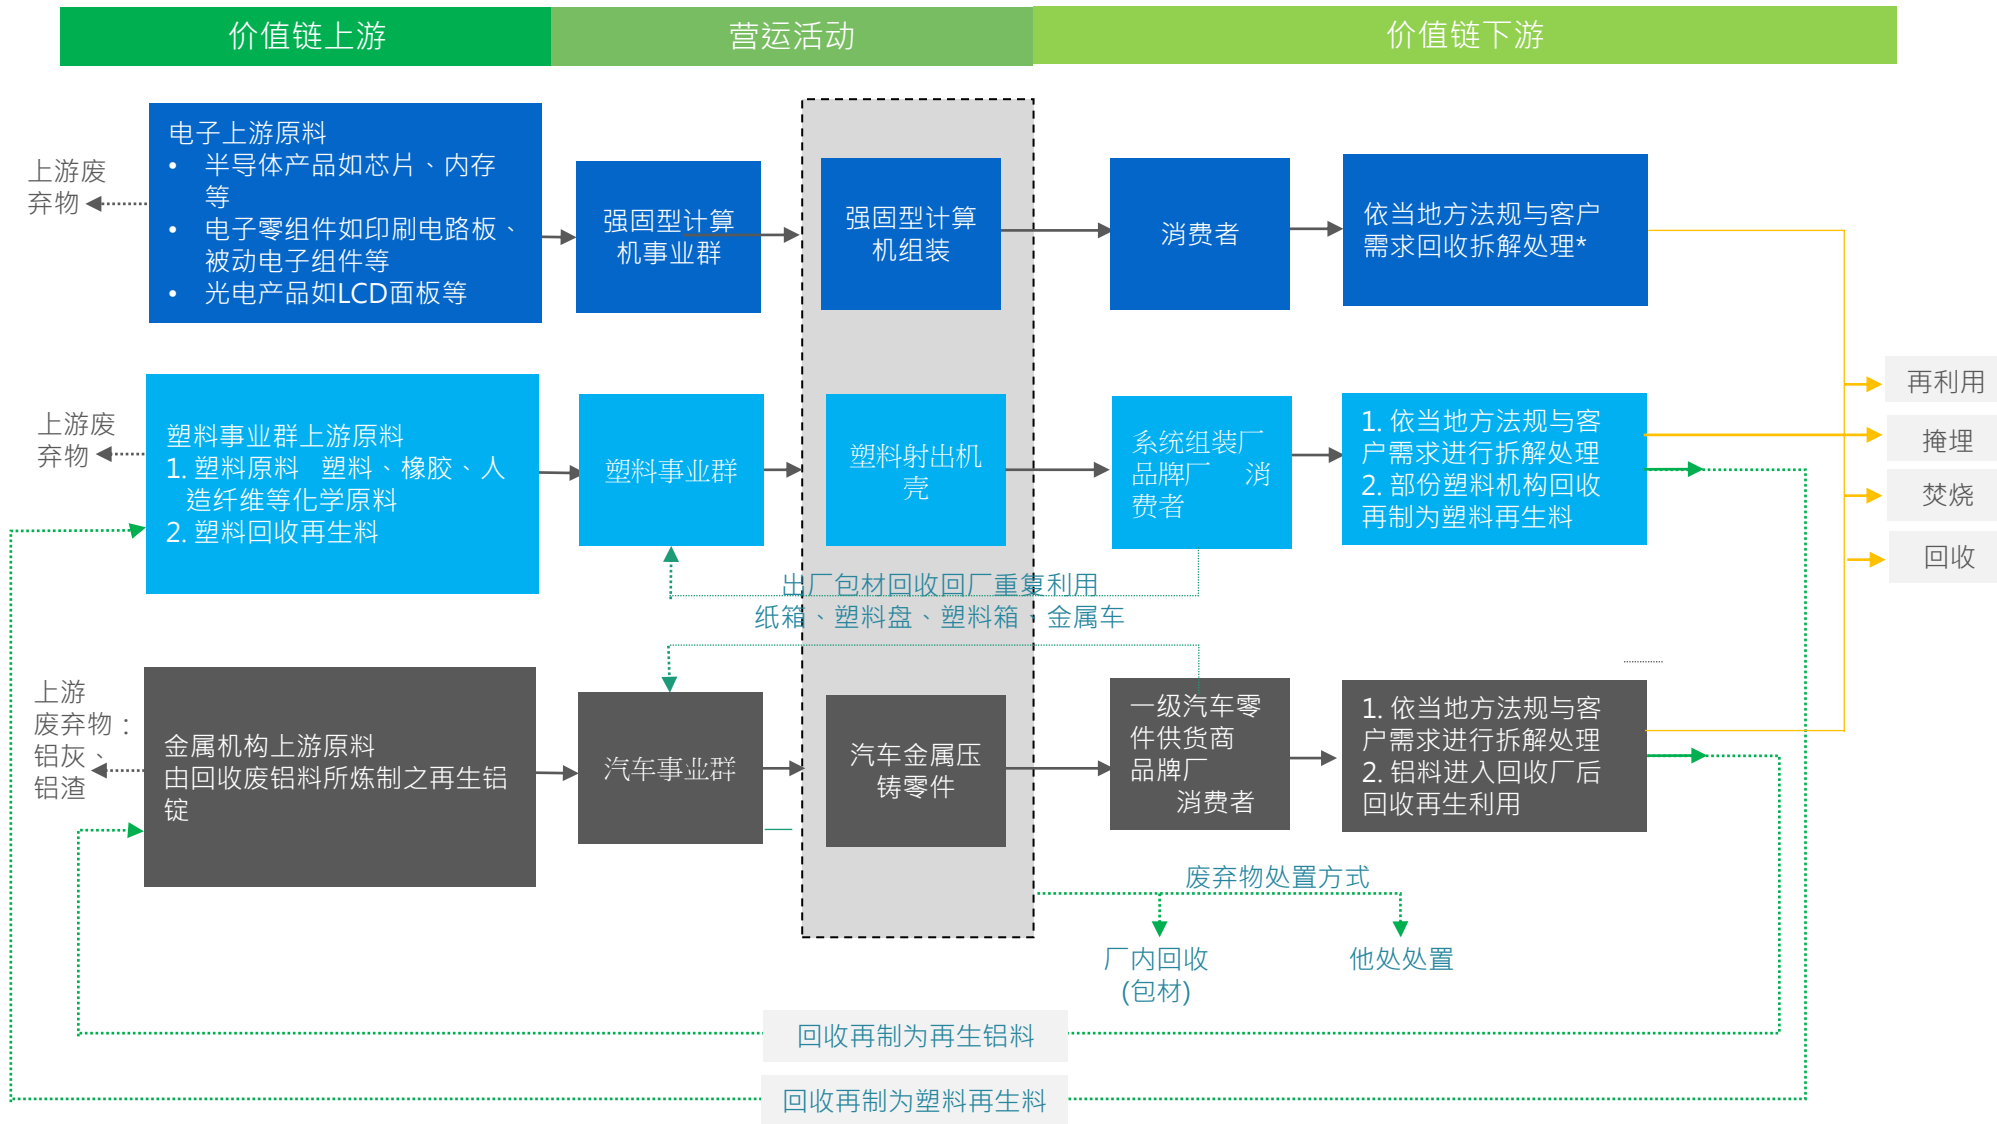 价值链上游
营运活动
价值链下游
上游废
弃物
电子上游原料
• 半导体产品如芯片、内存
等
• 电子零组件如印刷电路板、
被动电子组件等
• 光电产品如LCD面板等
强固型计算
机事业群
强固型计算
机组装
消费者
依当地方法规与客户
需求回收拆解处理*
再利用
掩埋
焚烧
回收
上游废
弃物
塑料事业群上游原料
1. 塑料原料 塑料、橡胶、人
造纤维等化学原料
2. 塑料回收再生料
塑料事业群
塑料射出机
壳
系统组装厂
品牌厂 消
费者
1. 依当地方法规与客
户需求进行拆解处理
2. 部份塑料机构回收
再制为塑料再生料
出厂包材回收回厂重复利用
纸箱、塑料盘、塑料箱、金属车
上游
废弃物：
铝灰、
铝渣
金属机构上游原料
由回收废铝料所炼制之再生铝
锭
汽车事业群
汽车金属压
铸零件
一级汽车零
件供货商
品牌厂
消费者
1. 依当地方法规与客
户需求进行拆解处理
2. 铝料进入回收厂后
回收再生利用
废弃物处置方式
厂内回收
(包材)
他处处置
回收再制为再生铝料
回收再制为塑料再生料